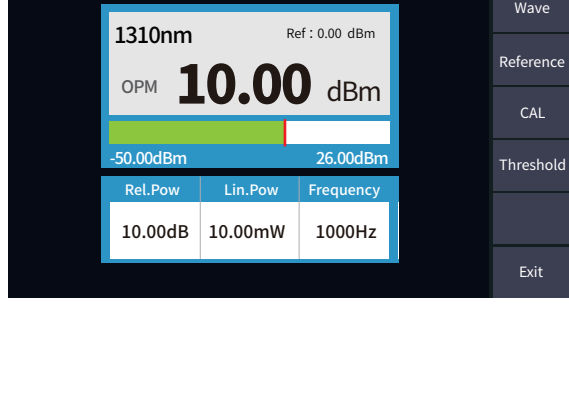 1310nm
Ref : 0.00 dBm
OPM 10.00 dBm
-50.00dBm 26.00dBm
Rel.Pow Lin.Pow Frequency
10.00dB 10.00mW 1000Hz
Wave
Reference
CAL
Threshold
Exit